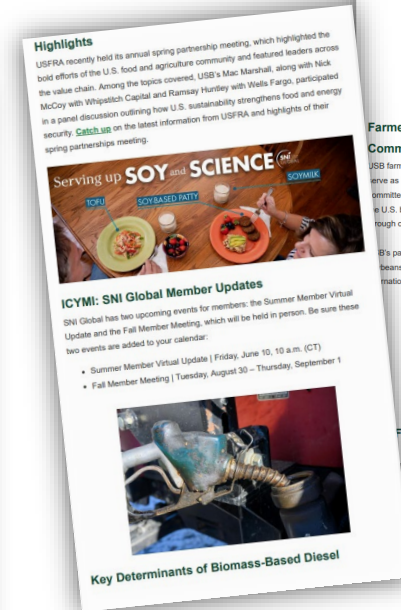 Highlights
USFRA recently held its annual spring partnership meeting, which highlighted the
bold efforts of the U.S. food and agriculture community and featured leaders across
the value chain. Among the topics covered, USB's Mac Marshall, along with Nick
McCoy with Whipstitch Capital and Ramsay Huntley with Wells Fargo, participated
in a panel discussion outlining how U.S. sustainability strengthens food and energy
security. Catch up on the latest information from USFRA and highlights of their
spring partnerships meeting.
Serving up SOY and SCIENCE SNI GLOBAL
TOFU
SOY-BASED PATTY
SOYMILK
ICYMI: SNI Global Member Updates
SNI Global has two upcoming events for members: the Summer Member Virtual
Update and the Fall Member Meeting, which will be held in person. Be sure these
two events are added to your calendar:
• Summer Member Virtual Update | Friday, June 10, 10 a.m. (CT)
• Fall Member Meeting | Tuesday, August 30 – Thursday, September 1
Key Determinants of Biomass-Based Diesel
Farme
Comm
USB farm
serve as
committe
e U.S. 
rough
B's pa
beans
rnatio